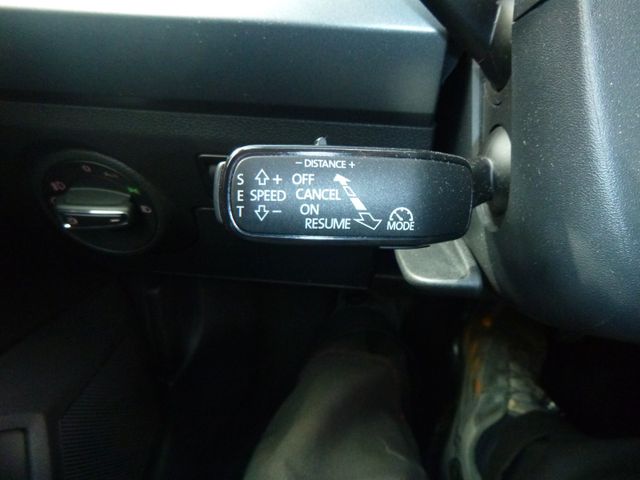 − DISTANCE +
S + OFF
E SPEED CANCEL
T − ON
RESUME MODE